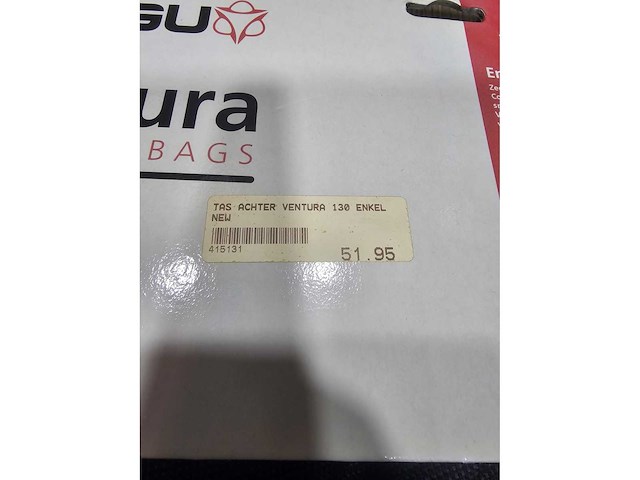 GU
ura
BAGS
TAS ACHTER VENTURA 130 ENKEL
NEW
415131
51.95